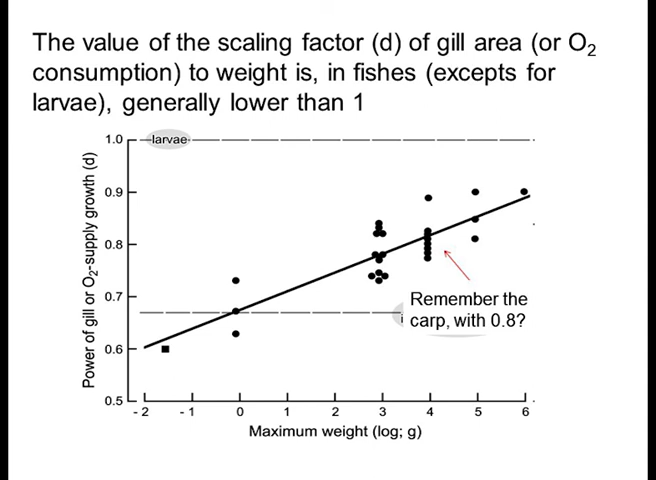 The value of the scaling factor (d) of gill area (or O₂
consumption) to weight is, in fishes (excepts for
larvae), generally lower than 1
1.0
larvae
0.9
0.8
0.7
0.6
0.5
Power of gill or O₂-supply growth (d)
Remember the
i carp, with 0.8?
- 2 - 1 0 1 2 3 4 5 6
Maximum weight (log; g)